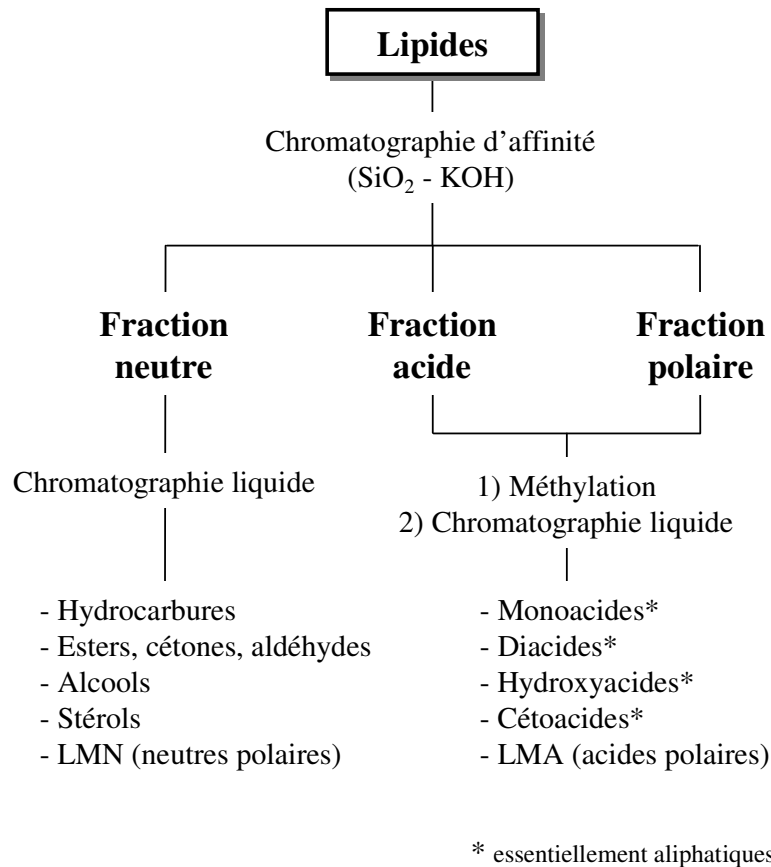 Lipides
Chromatographie d'affinité
(SiO₂ - KOH)
Fraction
neutre
Fraction
acide
Fraction
polaire
Chromatographie liquide
1) Méthylation
2) Chromatographie liquide
- Hydrocarbures
- Esters, cétones, aldéhydes
- Alcools
- Stérols
- LMN (neutres polaires)
- Monoacides*
- Diacides*
- Hydroxyacides*
- Cétoacides*
- LMA (acides polaires)
* essentiellement aliphatiques